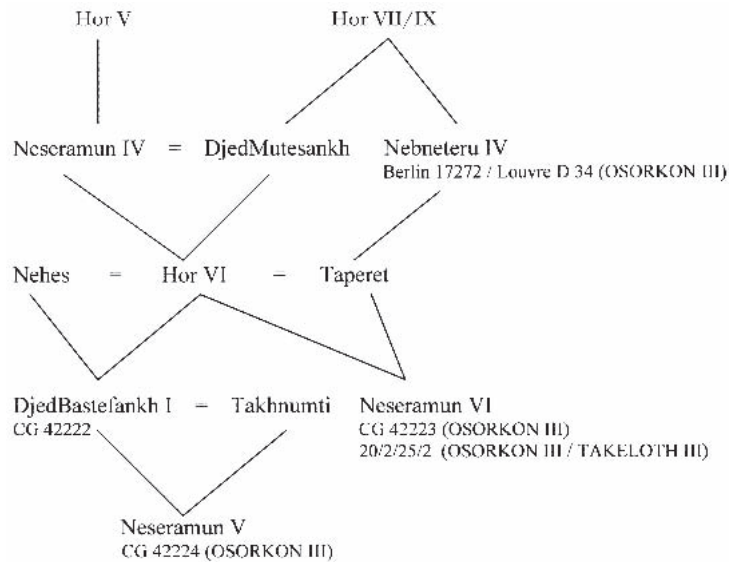 Hor V Hor VII/IX
Neseramun IV = DjedMutesankh Nebneteru IV
Berlin 17272 / Louvre D 34 (OSORKON III)
Nehes = Hor VI = Taperet
DjedBastefankh I = Takhnumti Neseramun VI
CG 42222 CG 42223 (OSORKON III)
20/2/25/2 (OSORKON III / TAKELOTH III)
Neseramun V
CG 42224 (OSORKON III)